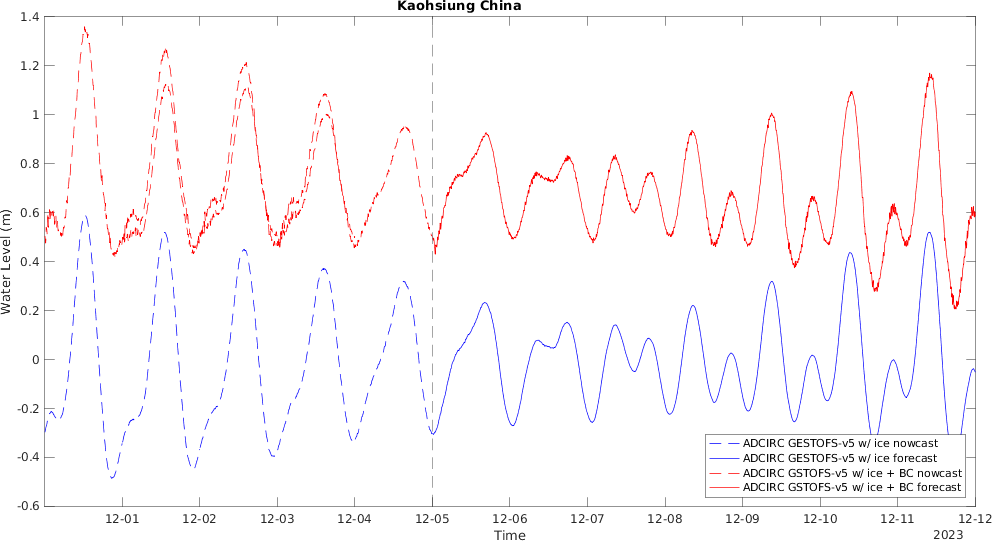 Kaohsiung China
1.4
1.2
1
0.8
0.6
0.4
0.2
0
-0.2
-0.4
-0.6
Water Level (m)
ADCIRC GESTOFS-v5 w/ ice nowcast
ADCIRC GESTOFS-v5 w/ ice forecast
ADCIRC GSTOFS-v5 w/ ice + BC nowcast
ADCIRC GSTOFS-v5 w/ ice + BC forecast
12-01 12-02 12-03 12-04 12-05 12-06 12-07 12-08 12-09 12-10 12-11 12-12
Time
2023